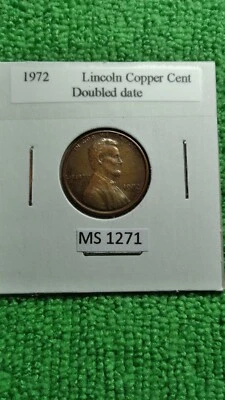 1972 Lincoln Copper Cent
Doubled date
MS 1271